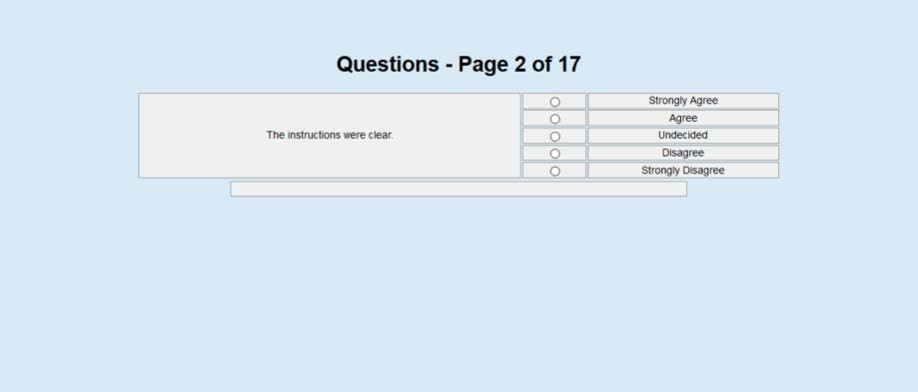 Questions - Page 2 of 17
The instructions were clear.
Strongly Agree
Agree
Undecided
Disagree
Strongly Disagree